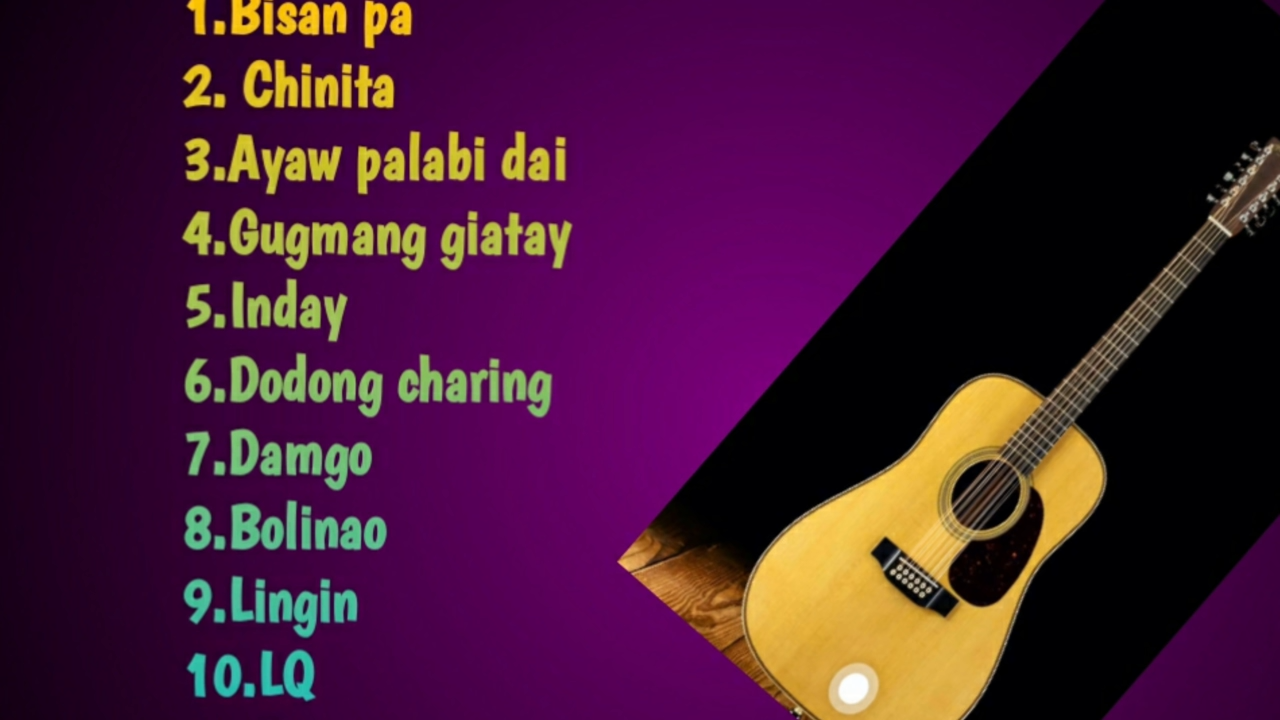 1.Bisan pa
2. Chinita
3.Ayaw palabi dai
4.Gugmang giatay
5.Inday
6.Dodong charing
7.Damgo
8.Bolinao
9.Lingin
10.LQ